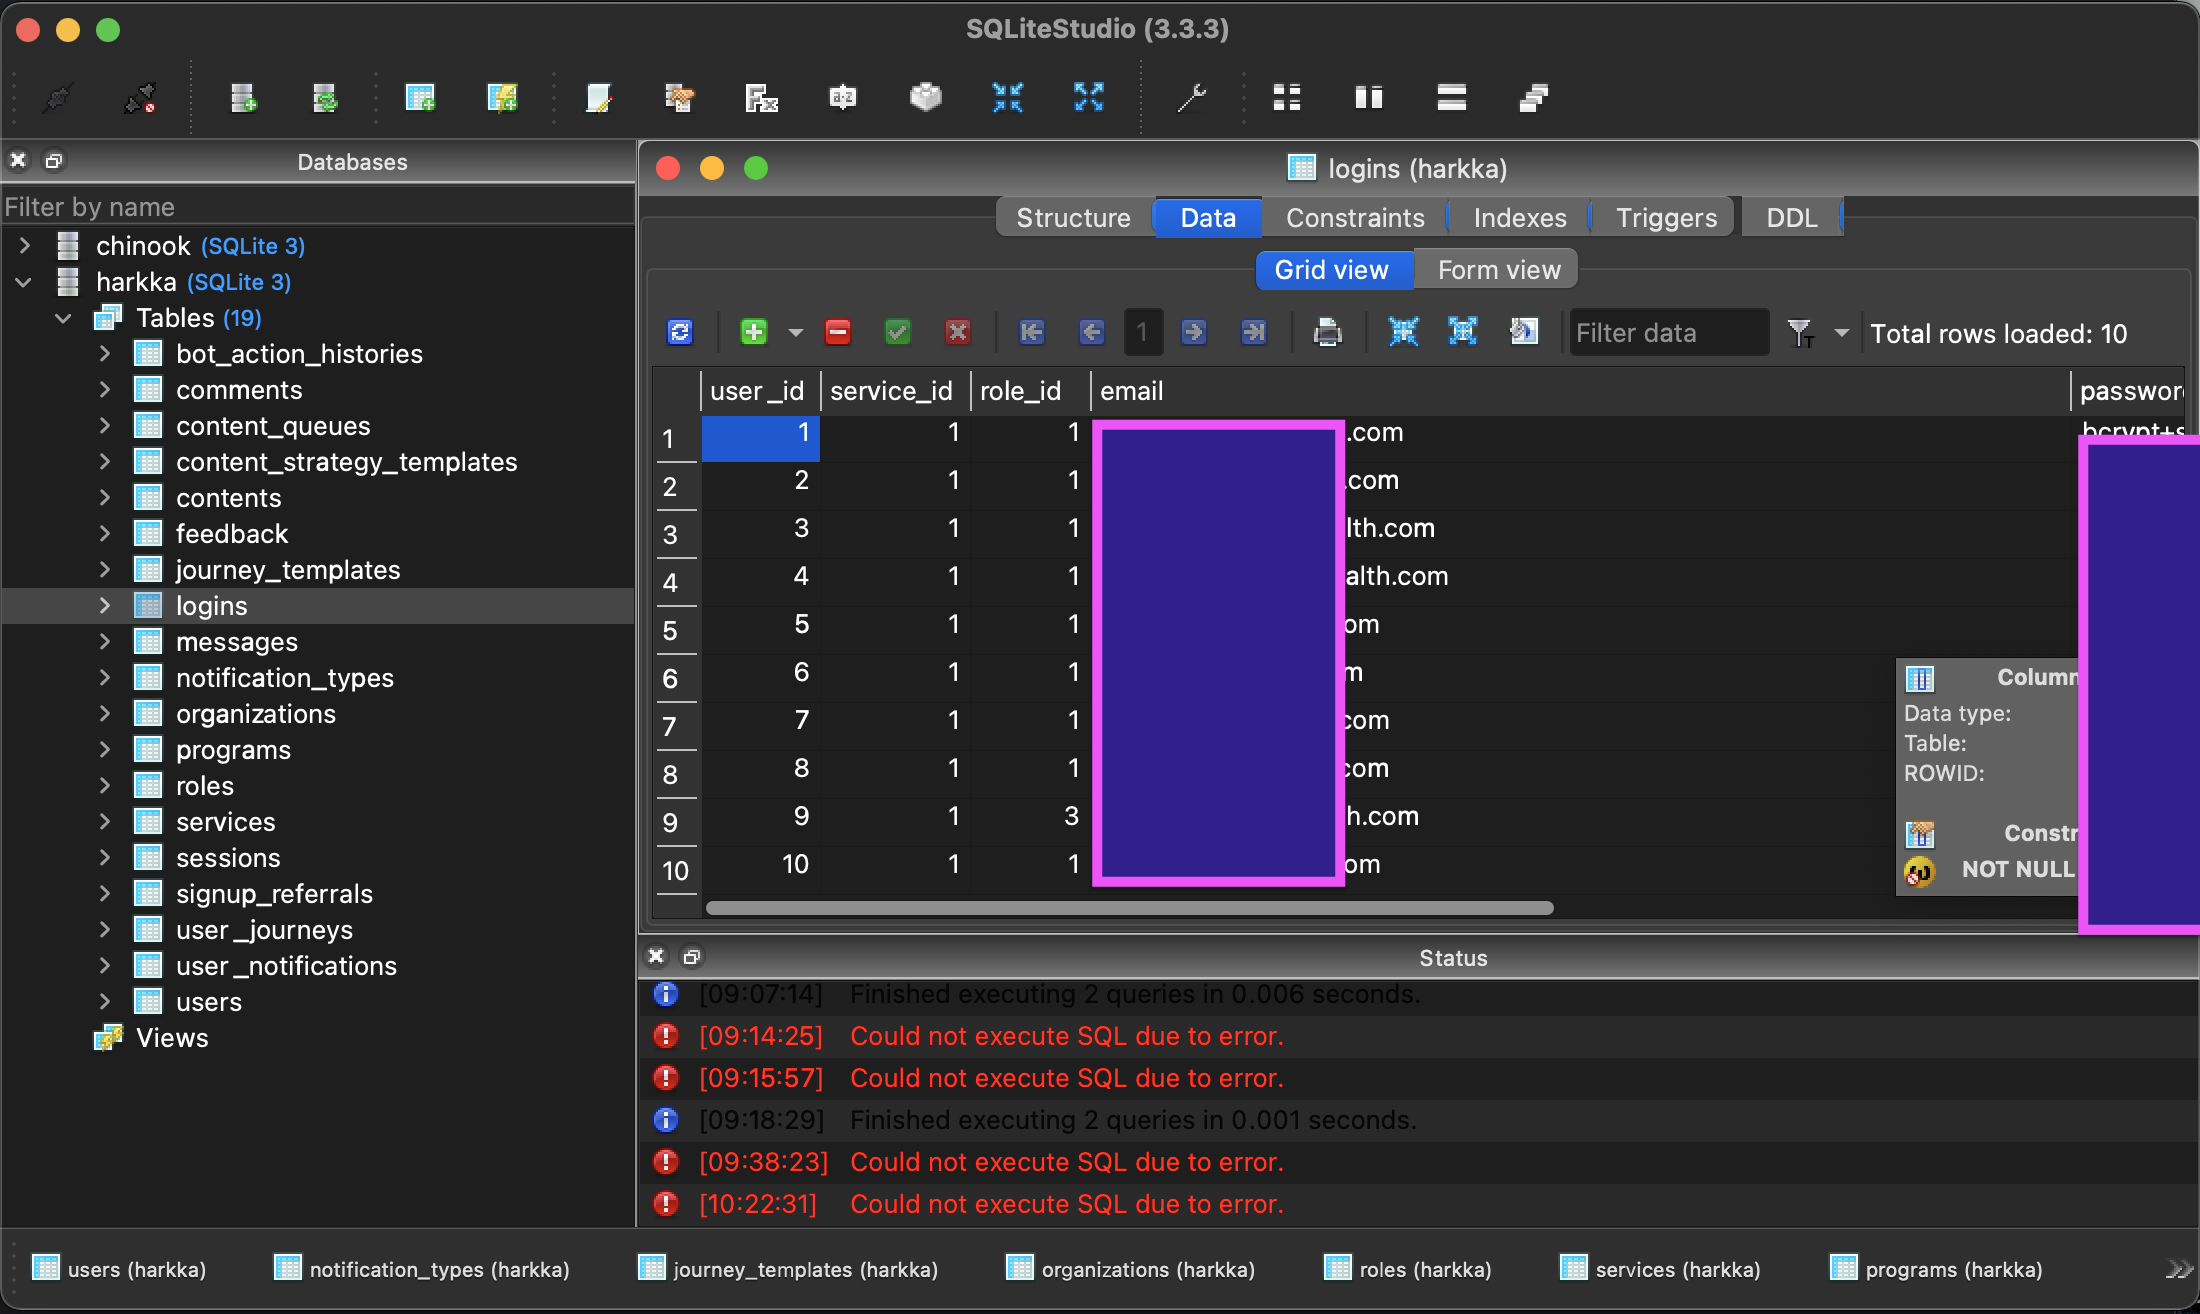 SQLiteStudio (3.3.3)
Databases
Filter by name
chinook (SQLite 3)
harkka (SQLite 3)
Tables (19)
bot_action_histories
comments
content_queues
content_strategy_templates
contents
feedback
journey_templates
logins
messages
notification_types
organizations
programs
roles
services
sessions
signup_referrals
user_journeys
user_notifications
users
Views
logins (harkka)
Structure Data Constraints Indexes Triggers DDL
Grid view Form view
1 Filter data Total rows loaded: 10
user_id service_id role_id email passwor
1 1 1 1 .com bcrypt+s
2 2 1 1 .com
3 3 1 1 lth.com
4 4 1 1 alth.com
5 5 1 1 om
6 6 1 1 m
7 7 1 1 com
8 8 1 1 com
9 9 1 3 h.com
10 10 1 1 om
Column
Data type:
Table:
ROWID:
Constr
NOT NULL
Status
[09:07:14] Finished executing 2 queries in 0.006 seconds.
[09:14:25] Could not execute SQL due to error.
[09:15:57] Could not execute SQL due to error.
[09:18:29] Finished executing 2 queries in 0.001 seconds.
[09:38:23] Could not execute SQL due to error.
[10:22:31] Could not execute SQL due to error.
users (harkka) notification_types (harkka) journey_templates (harkka) organizations (harkka) roles (harkka) services (harkka) programs (harkka)